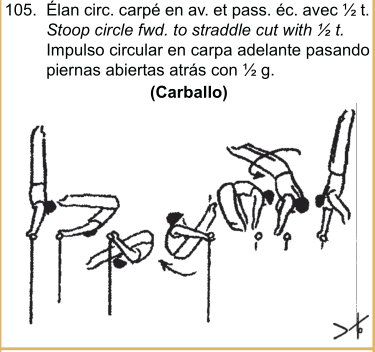 105. Élan circ. carpé en av. et pass. éc. avec ½ t.
Stoop circle fwd. to straddle cut with ½ t.
Impulso circular en carpa adelante pasando
piernas abiertas atrás con ½ g.
(Carballo)